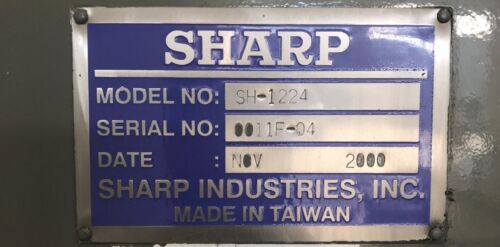 SHARP
MODEL NO: SH-1224
SERIAL NO: 0011F-04
DATE : NOV 2000
SHARP INDUSTRIES, INC.
MADE IN TAIWAN